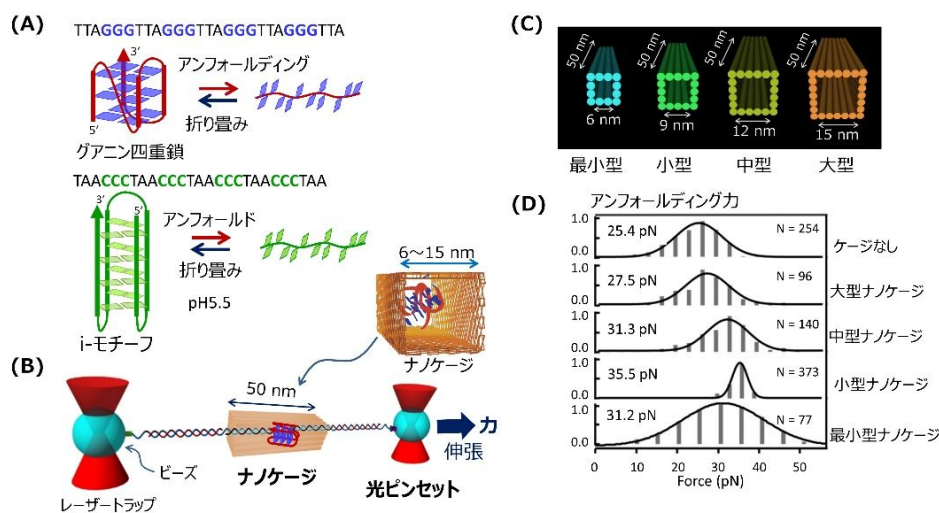 (A)
TTAGGGTTAGGGTTAGGGTTAGGGTTA
3’
アンフォールディング
折り畳み
5’
グアニン四重鎖
TAACCCTAACCCTAACCCTAACCCTAA
3’
5’
アンフォールド
折り畳み
pH5.5
i-モチーフ
6～15 nm
ナノケージ
(B)
50 nm
力
伸張
ビーズ
ナノケージ
光ピンセット
レーザートラップ
(C)
50 nm
50 nm
50 nm
50 nm
6 nm
9 nm
12 nm
15 nm
最小型
小型
中型
大型
(D)
アンフォールディング力
1.0
0.0
25.4 pN
N = 254
ケージなし
1.0
0.0
27.5 pN
N = 96
大型ナノケージ
1.0
0.0
31.3 pN
N = 140
中型ナノケージ
1.0
0.0
35.5 pN
N = 373
小型ナノケージ
1.0
0.0
31.2 pN
N = 77
最小型ナノケージ
0 10 20 30 40 50
Force (pN)